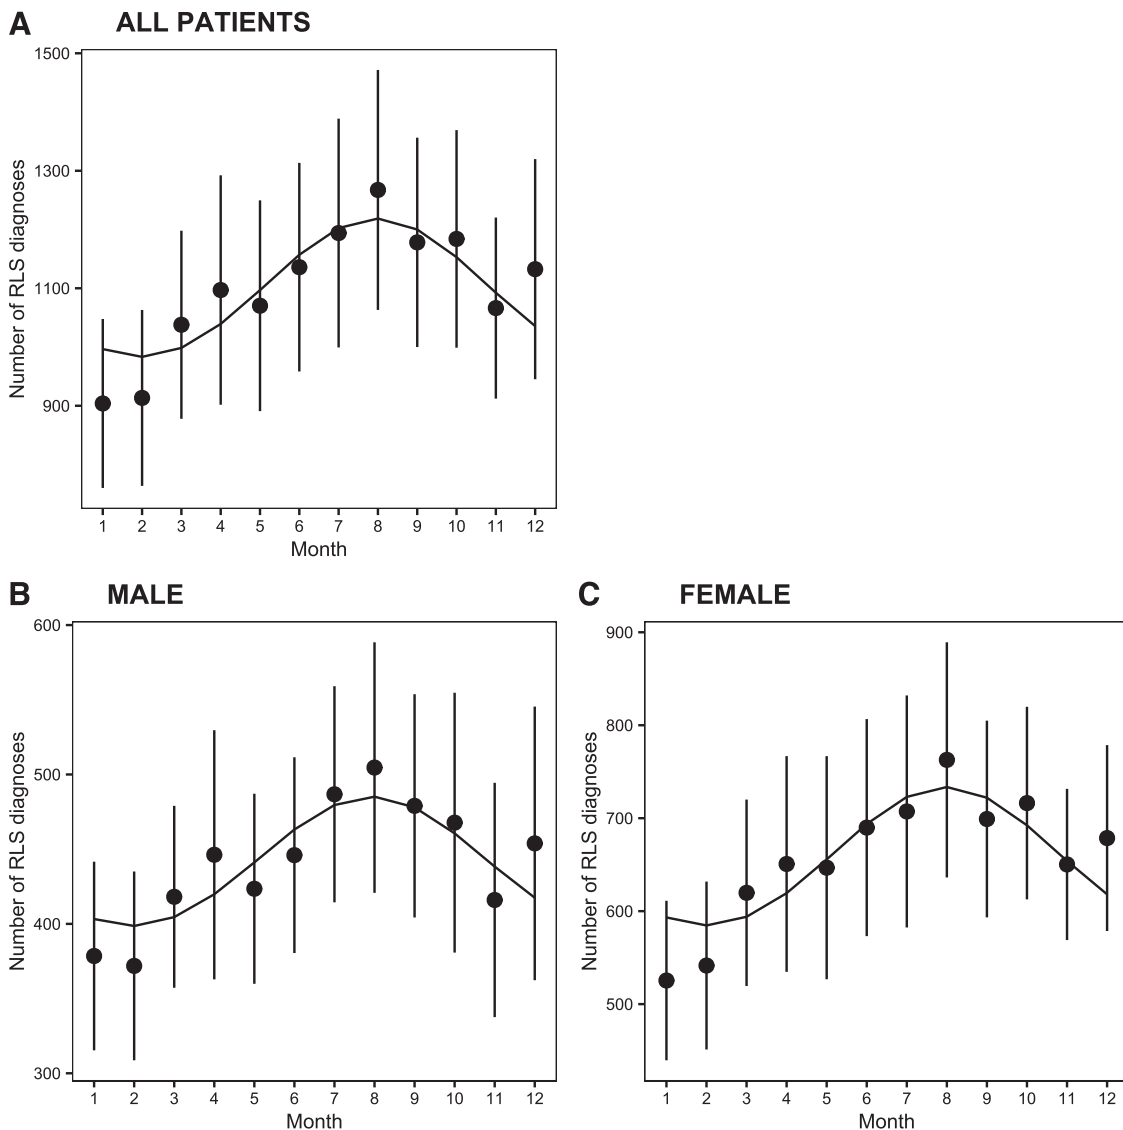 A ALL PATIENTS
Number of RLS diagnoses
1500
1300
1100
900
1 2 3 4 5 6 7 8 9 10 11 12
Month
B MALE
Number of RLS diagnoses
600
500
400
300
1 2 3 4 5 6 7 8 9 10 11 12
Month
C FEMALE
Number of RLS diagnoses
900
800
700
600
500
1 2 3 4 5 6 7 8 9 10 11 12
Month